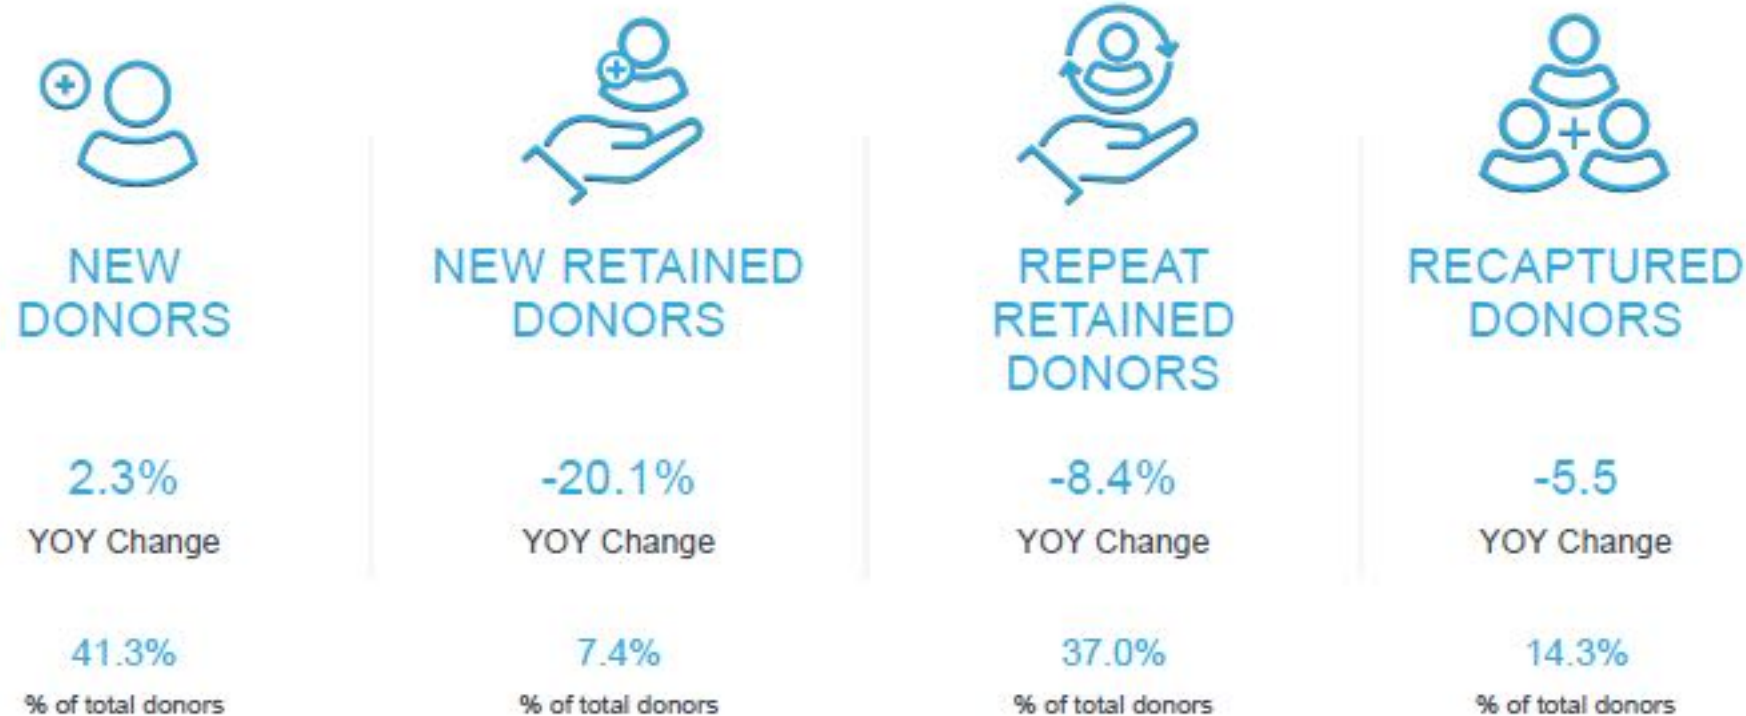 NEW
DONORS
2.3%
YOY Change
41.3%
% of total donors
NEW RETAINED
DONORS
-20.1%
YOY Change
7.4%
% of total donors
REPEAT
RETAINED
DONORS
-8.4%
YOY Change
37.0%
% of total donors
RECAPTURED
DONORS
-5.5
YOY Change
14.3%
% of total donors